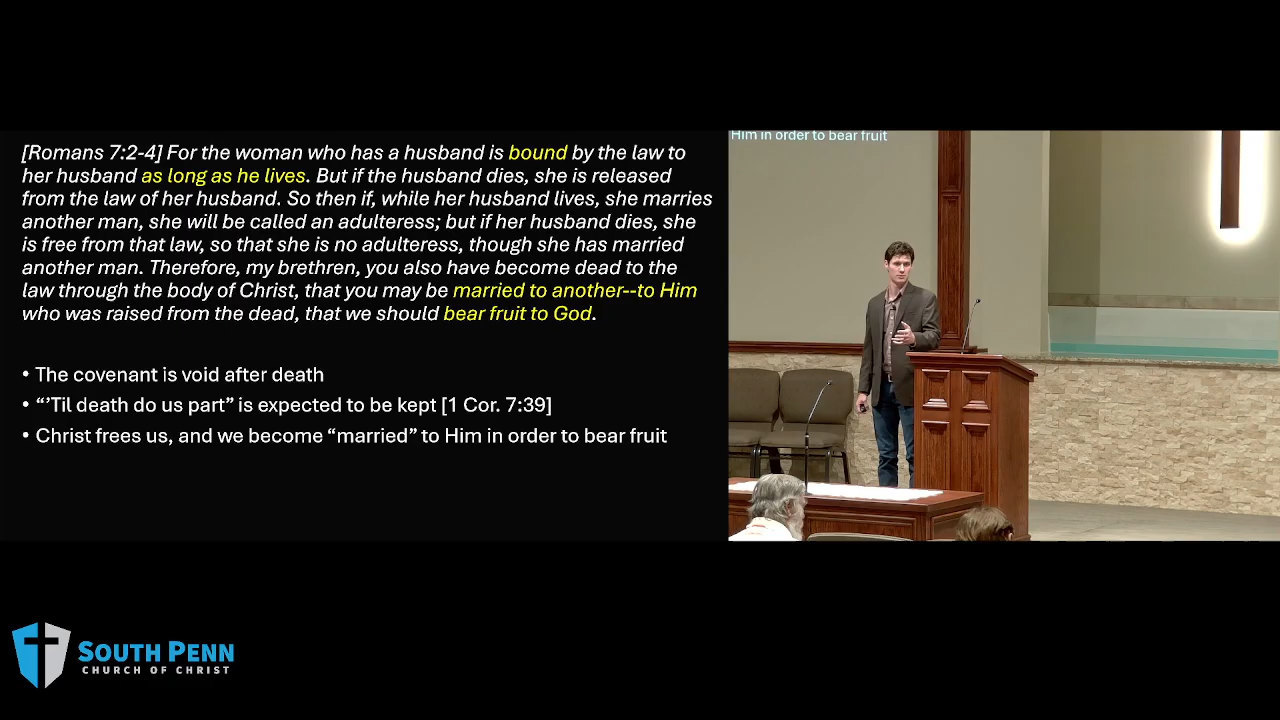 [Romans 7:2-4] For the woman who has a husband is bound by the law to
her husband as long as he lives. But if the husband dies, she is released
from the law of her husband. So then if, while her husband lives, she marries
another man, she will be called an adulteress; but if her husband dies, she
is free from that law, so that she is no adulteress, though she has married
another man. Therefore, my brethren, you also have become dead to the
law through the body of Christ, that you may be married to another--to Him
who was raised from the dead, that we should bear fruit to God.
• The covenant is void after death
• “’Til death do us part” is expected to be kept [1 Cor. 7:39]
• Christ frees us, and we become “married” to Him in order to bear fruit
Him in order to bear fruit
SOUTH PENN
CHURCH OF CHRIST